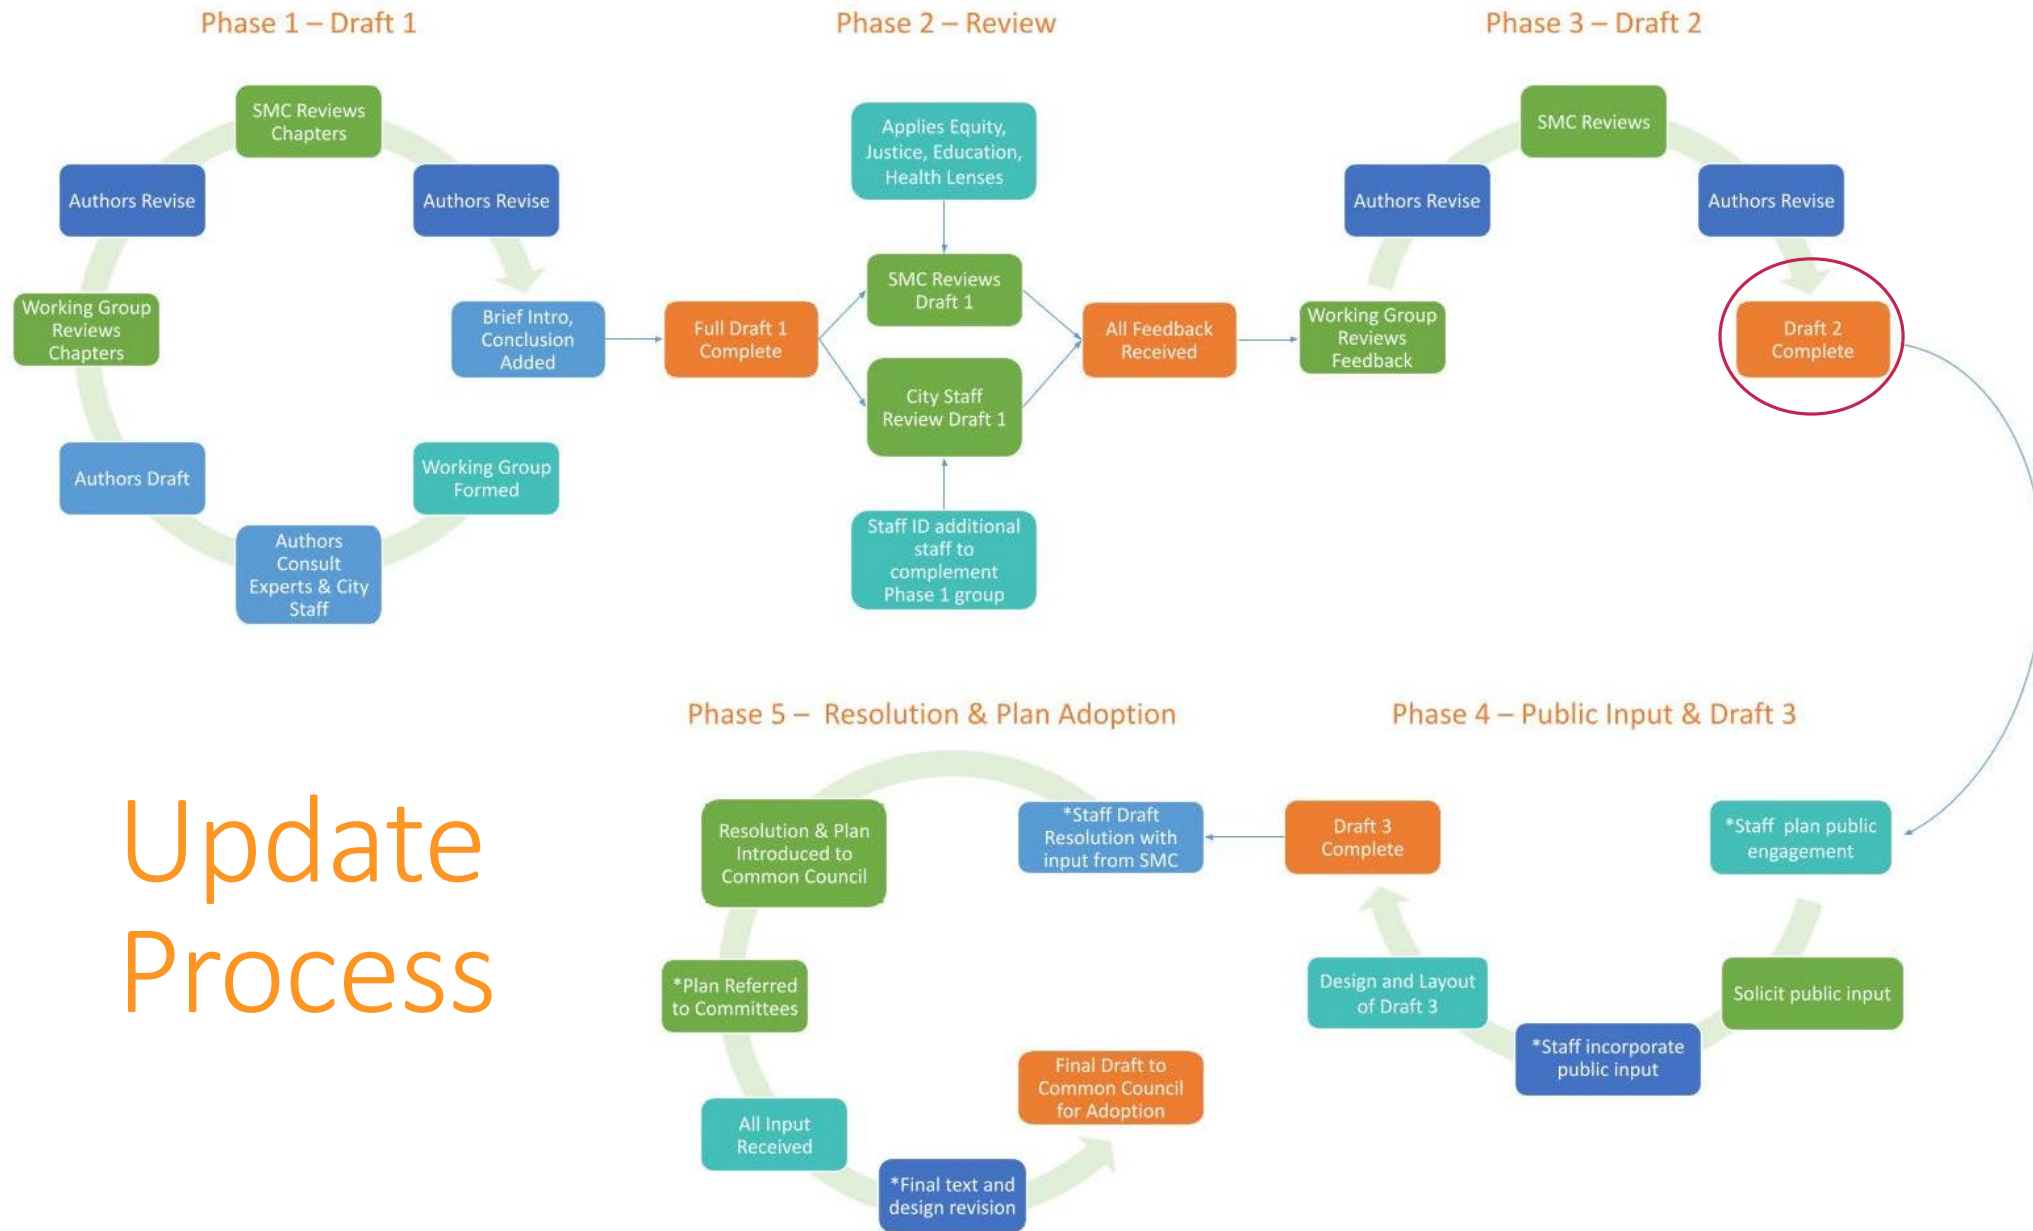 Phase 1 – Draft 1
SMC Reviews
Chapters
Authors Revise
Authors Revise
Working Group
Reviews
Chapters
Brief Intro,
Conclusion
Added
Authors Draft
Working Group
Formed
Authors
Consult
Experts & City
Staff
Phase 2 – Review
Applies Equity,
Justice, Education,
Health Lenses
Full Draft 1
Complete
SMC Reviews
Draft 1
City Staff
Review Draft 1
All Feedback
Received
Staff ID additional
staff to
complement
Phase 1 group
Phase 3 – Draft 2
SMC Reviews
Authors Revise
Authors Revise
Working Group
Reviews
Feedback
Draft 2
Complete
Phase 4 – Public Input & Draft 3
*Staff plan public
engagement
Solicit public input
*Staff incorporate
public input
Design and Layout
of Draft 3
Draft 3
Complete
Phase 5 – Resolution & Plan Adoption
*Staff Draft
Resolution with
input from SMC
Resolution & Plan
Introduced to
Common Council
*Plan Referred
to Committees
All Input
Received
*Final text and
design revision
Final Draft to
Common Council
for Adoption
Update
Process